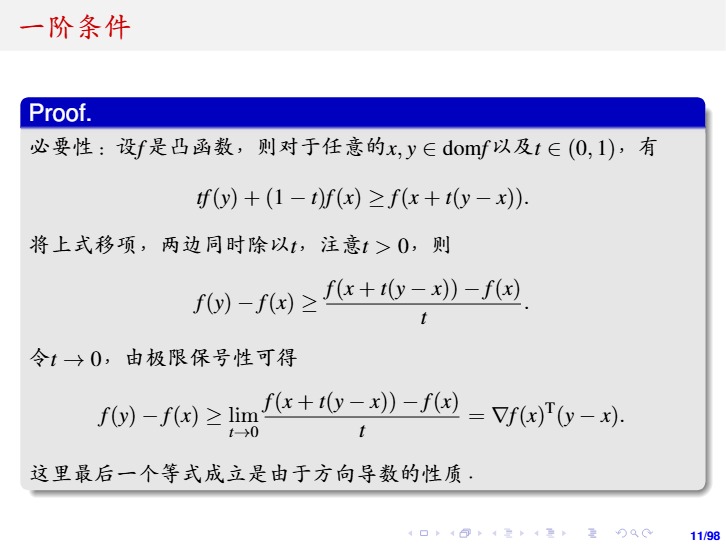 一阶条件
Proof.
必要性：设f是凸函数，则对于任意的x, y ∈ domf以及t ∈ (0, 1)，有
tf(y) + (1 − t)f(x) ≥ f(x + t(y − x)).
将上式移项，两边同时除以t，注意t > 0，则
f(y) − f(x) ≥ \frac{f(x + t(y − x)) − f(x)}{t}.
令t → 0，由极限保号性可得
f(y) − f(x) ≥ \lim_{t→0} \frac{f(x + t(y − x)) − f(x)}{t} = ∇f(x)^T(y − x).
这里最后一个等式成立是由于方向导数的性质．
11/98